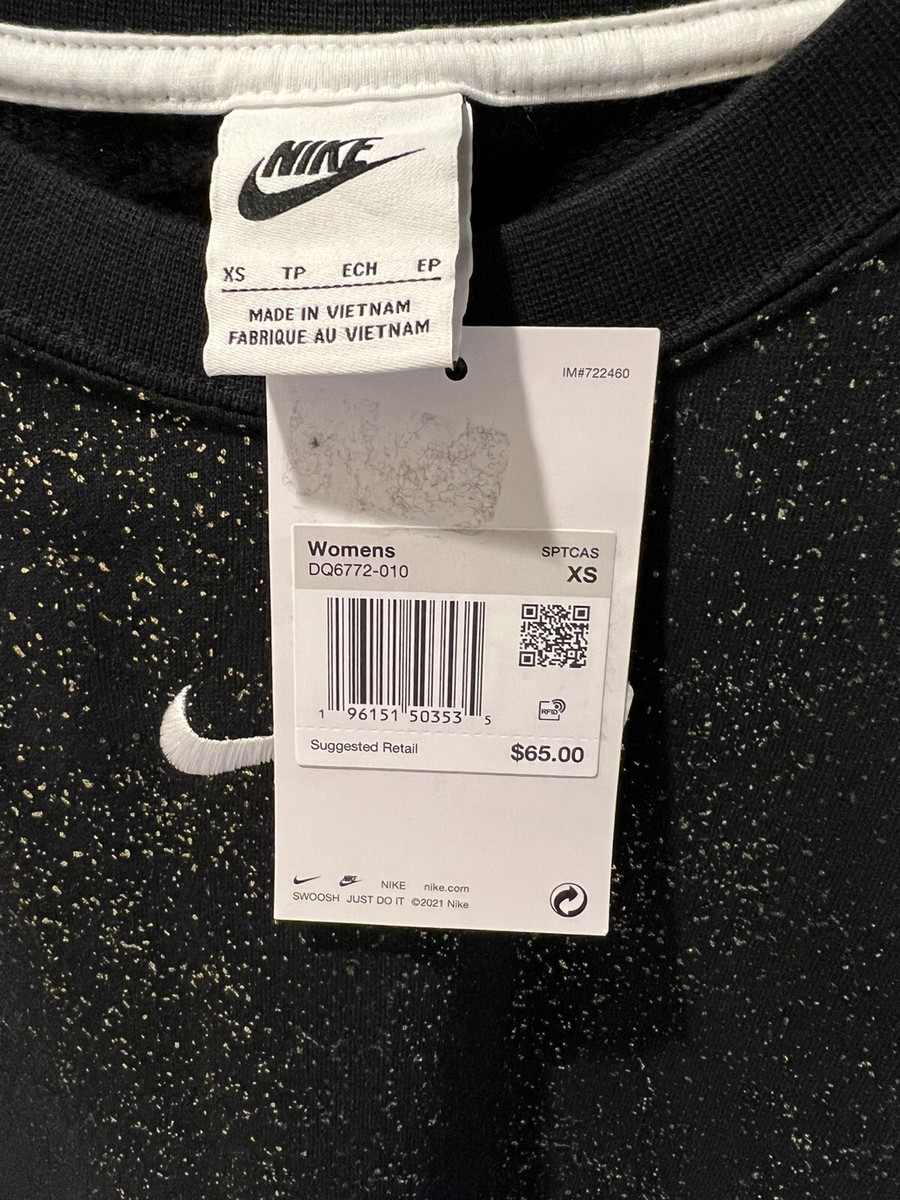 NIKE
XS TP ECH EP
MADE IN VIETNAM
FABRIQUE AU VIETNAM
IM#722460
Womens SPTCAS
DQ6772-010 XS
1 96151 50353 5
RFID
Suggested Retail $65.00
NIKE NIKE nike.com
SWOOSH JUST DO IT ©2021 Nike